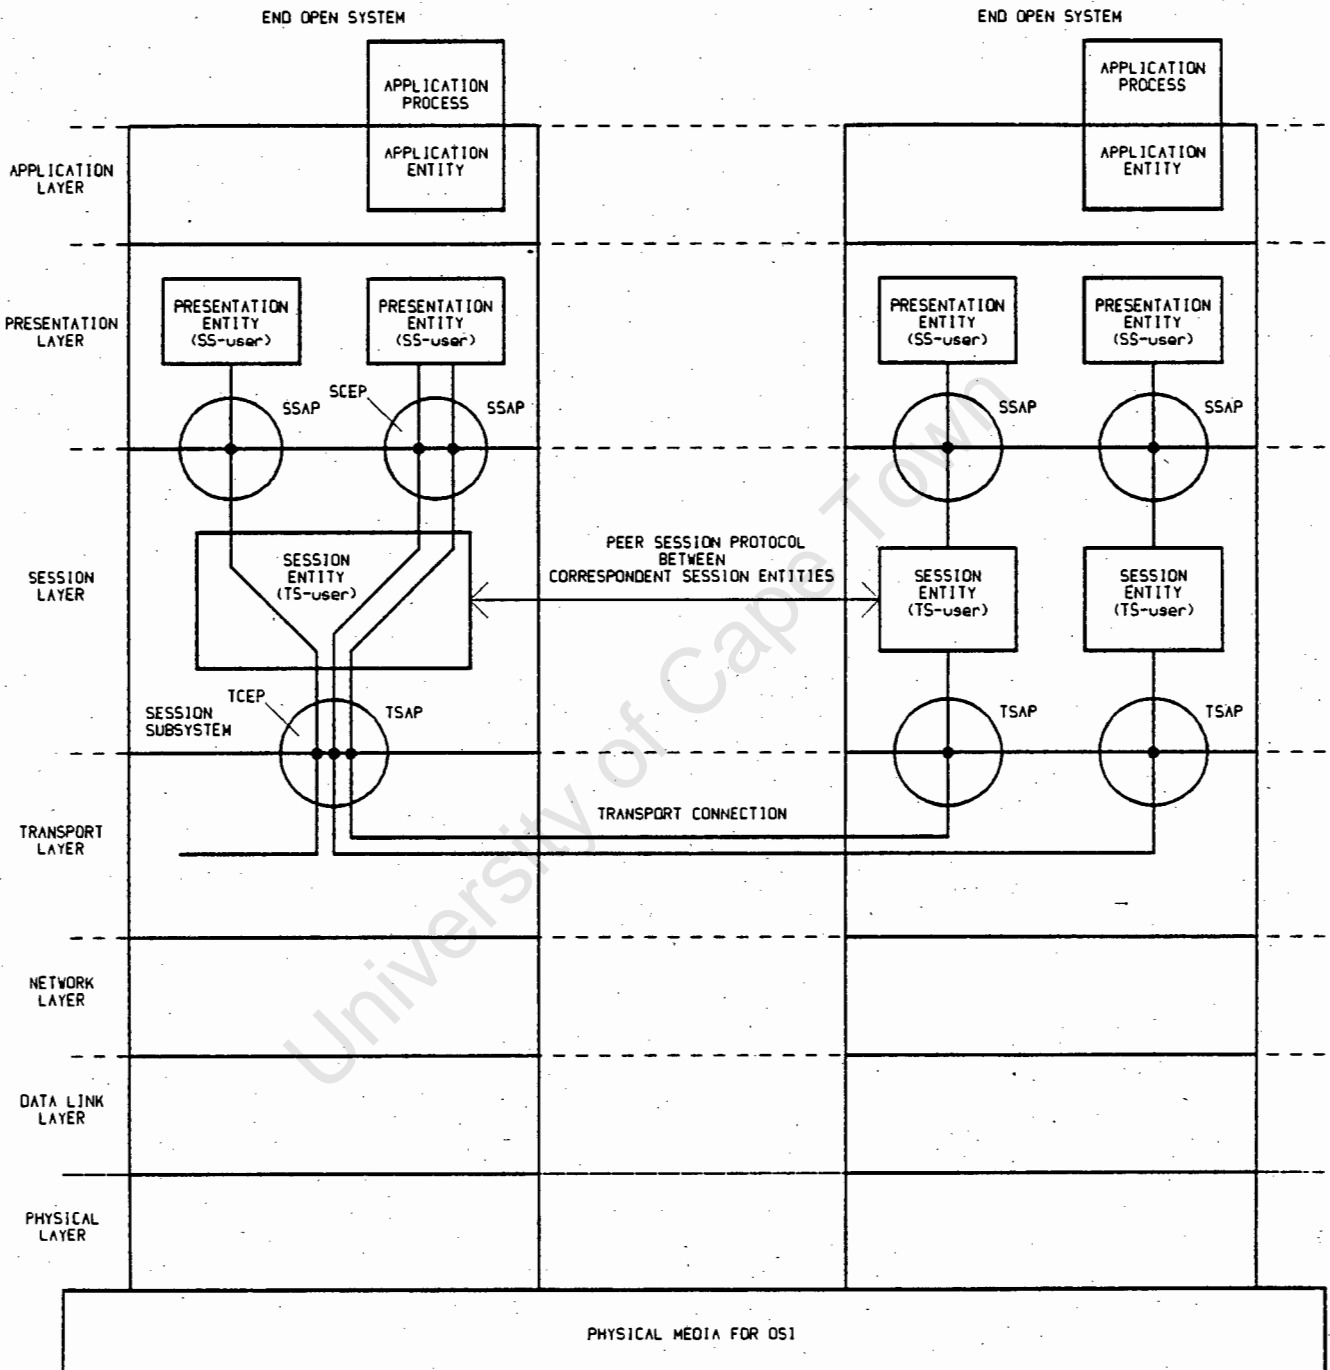 END OPEN SYSTEM
END OPEN SYSTEM
APPLICATION
PROCESS
APPLICATION
PROCESS
APPLICATION
LAYER
APPLICATION
ENTITY
APPLICATION
ENTITY
PRESENTATION
LAYER
PRESENTATION
ENTITY
(SS-user)
PRESENTATION
ENTITY
(SS-user)
PRESENTATION
ENTITY
(SS-user)
PRESENTATION
ENTITY
(SS-user)
SSAP
SCEP
SSAP
SSAP
SSAP
SESSION
LAYER
SESSION
ENTITY
(TS-user)
PEER SESSION PROTOCOL
BETWEEN
CORRESPONDENT SESSION ENTITIES
SESSION
ENTITY
(TS-user)
SESSION
ENTITY
(TS-user)
SESSION
SUBSYSTEM
TCEP
TSAP
TSAP
TSAP
TRANSPORT
LAYER
TRANSPORT CONNECTION
NETWORK
LAYER
DATA LINK
LAYER
PHYSICAL
LAYER
PHYSICAL MEDIA FOR OSI
University of Cape Town